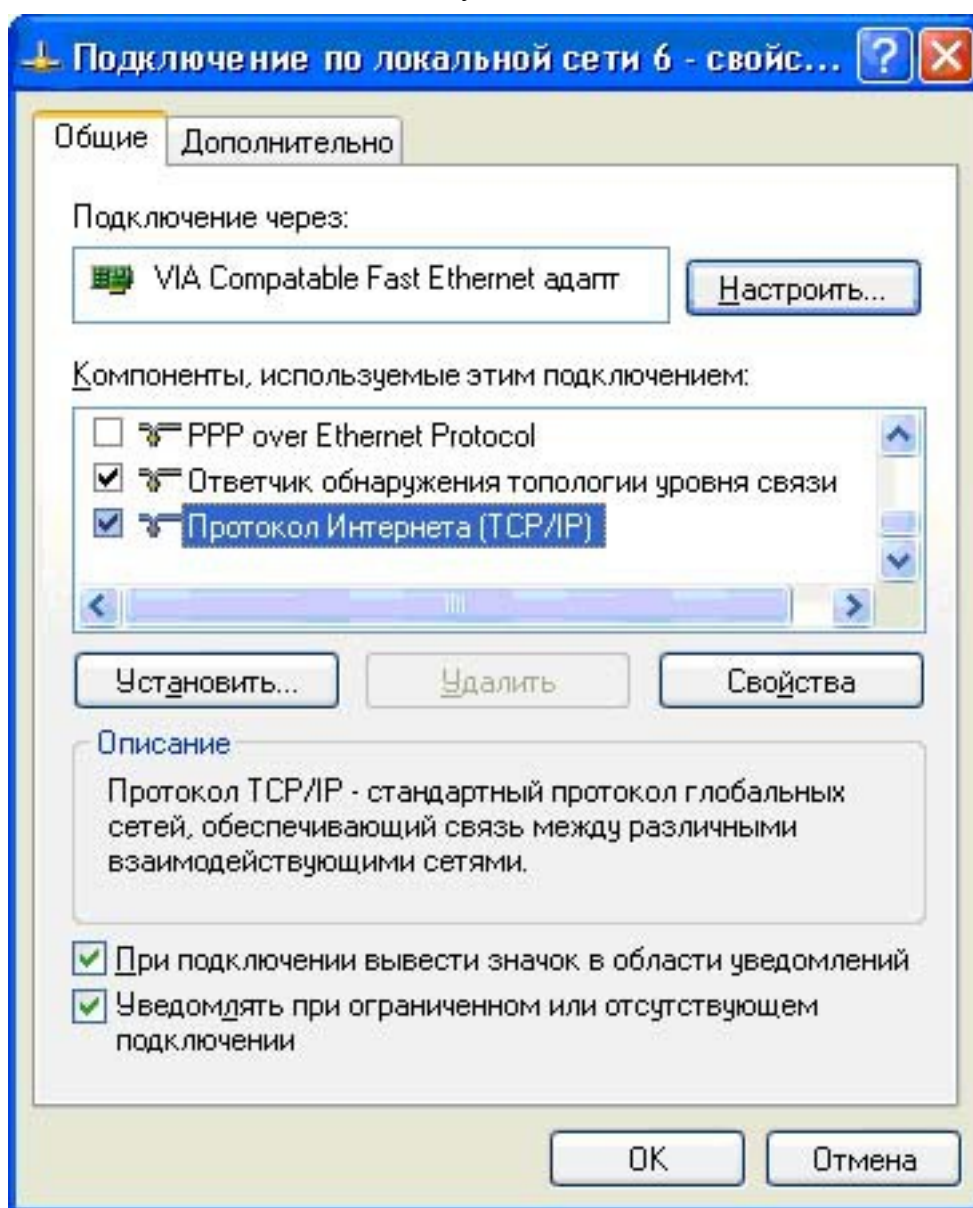 Подключение по локальной сети 6 - свойс...
Общие
Дополнительно
Подключение через:
VIA Compatable Fast Ethernet адапт
Настроить...
Компоненты, используемые этим подключением:
PPP over Ethernet Protocol
Ответчик обнаружения топологии уровня связи
Протокол Интернета (TCP/IP)
Установить...
Удалить
Свойства
Описание
Протокол TCP/IP - стандартный протокол глобальных
сетей, обеспечивающий связь между различными
взаимодействующими сетями.
При подключении вывести значок в области уведомлений
Уведомлять при ограниченном или отсутствующем
подключении
OK
Отмена